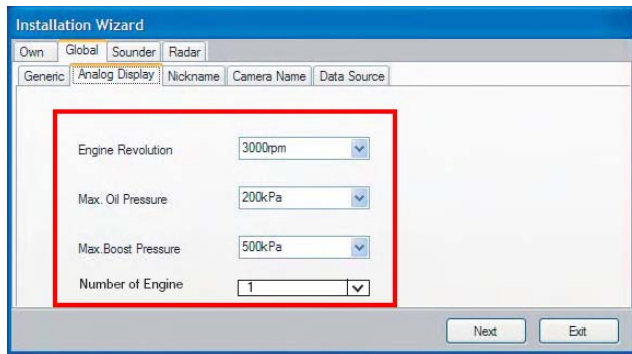 Installation Wizard
Own Global Sounder Radar
Generic Analog Display Nickname Camera Name Data Source
Engine Revolution 3000rpm
Max. Oil Pressure 200kPa
Max.Boost Pressure 500kPa
Number of Engine 1
Next Exit